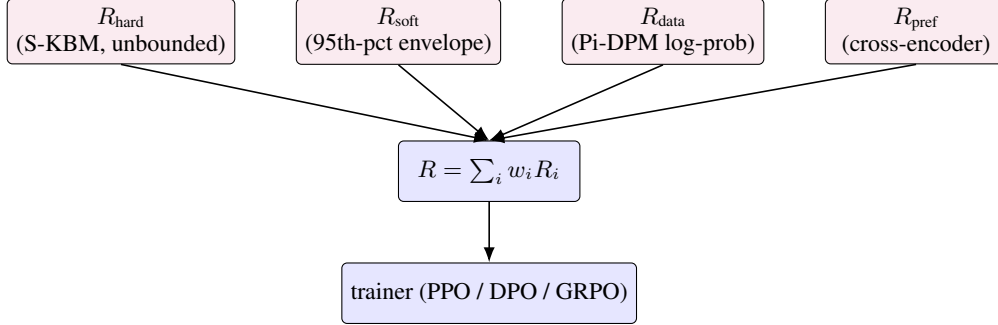 R_hard
(S-KBM, unbounded)
R_soft
(95th-pct envelope)
R_data
(Pi-DPM log-prob)
R_pref
(cross-encoder)
R = ∑_i w_i R_i
trainer (PPO / DPO / GRPO)